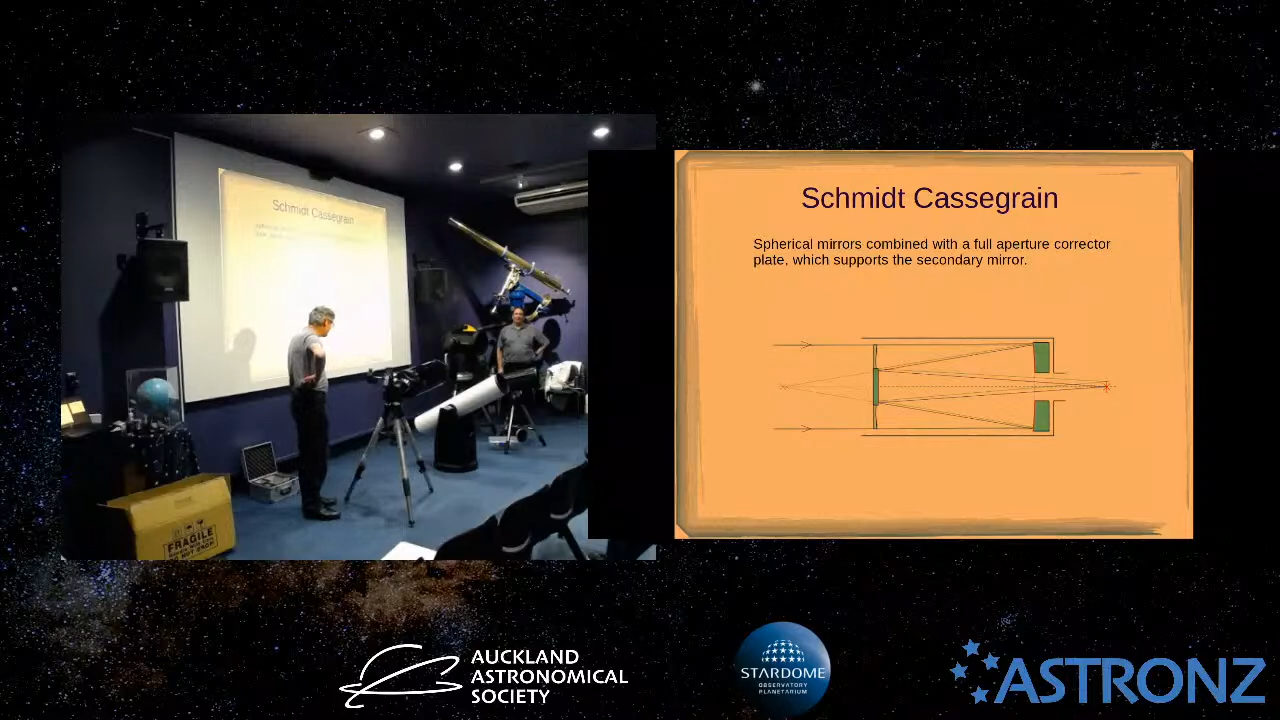 Schmidt Cassegrain
FRAGILE
Schmidt Cassegrain
Spherical mirrors combined with a full aperture corrector
plate, which supports the secondary mirror.
AUCKLAND
ASTRONOMICAL
SOCIETY
STARDOME
OBSERVATORY
PLANETARIUM
ASTRONZ